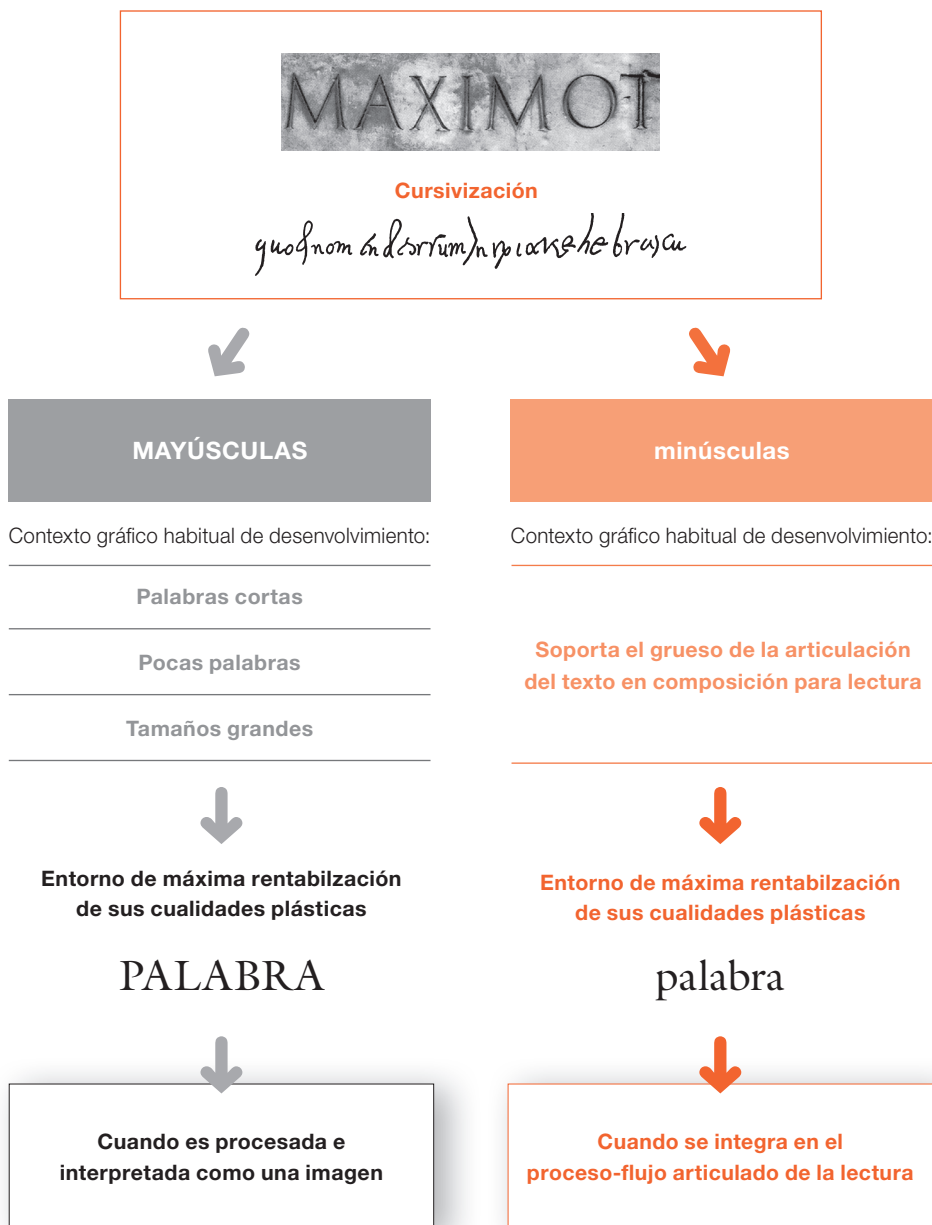 MAXIMOT
Cursivización
MAYÚSCULAS
Contexto gráfico habitual de desenvolvimiento:
Palabras cortas
Pocas palabras
Tamaños grandes
Entorno de máxima rentabilzación
de sus cualidades plásticas
PALABRA
Cuando es procesada e
interpretada como una imagen
minúsculas
Contexto gráfico habitual de desenvolvimiento:
Soporta el grueso de la articulación
del texto en composición para lectura
Entorno de máxima rentabilzación
de sus cualidades plásticas
palabra
Cuando se integra en el
proceso-flujo articulado de la lectura